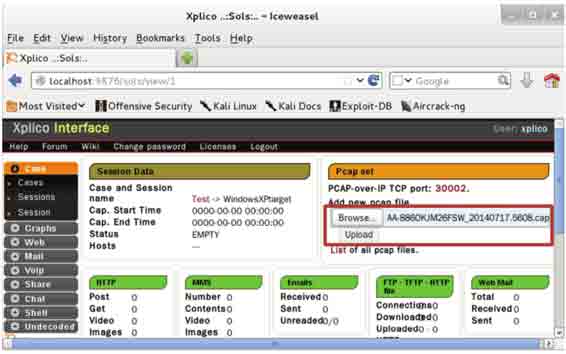 Xplico ..:Sols:.. – Iceweasel
File Edit View History Bookmarks Tools Help
Xplico ..:Sols:..
localhost:9876/sols/view/1
Google
Most Visited Offensive Security Kali Linux Kali Docs Exploit-DB Aircrack-ng
Xplico Interface
User: xplico
Help Forum Wiki Change password Licenses Logout
Case
Cases
Sessions
Session
Graphs
Web
Mail
Voip
Share
Chat
Shell
Undecoded
Session Data
Case and Session name Test -> WindowsXPtarget
Cap. Start Time 0000-00-00 00:00:00
Cap. End Time 0000-00-00 00:00:00
Status EMPTY
Hosts ---
Pcap set
PCAP-over-IP TCP port: 30002.
Add new pcap file.
Browse... AA-8860KJM26FSW_20140717.5608.cap
Upload
List of all pcap files.
HTTP
Post 0
Get 0
Video 0
Images 0
MMS
Number 0
Contents 0
Video 0
Images 0
Emails
Received 0
Sent 0
Unreaded 0/0
FTP - TFTP - HTTP file
Connections 0
Downloaded 0
Uploaded 0
Web Mail
Total 0
Received 0
Sent 0